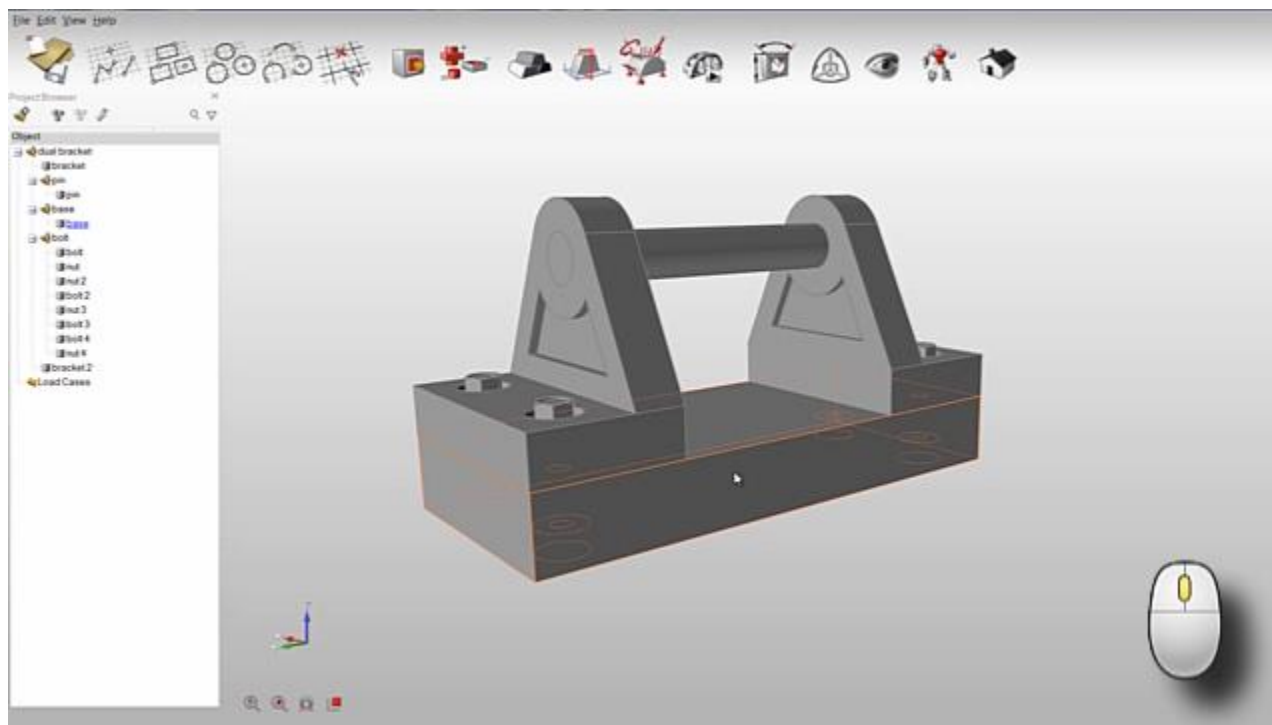 File Edit View Help
Project Browser
Object
dual bracket
bracket
pin
pin
base
base
bolt
bolt
nut
nut 2
bolt 2
nut 3
bolt 3
bolt 4
nut 4
bracket 2
Load Cases